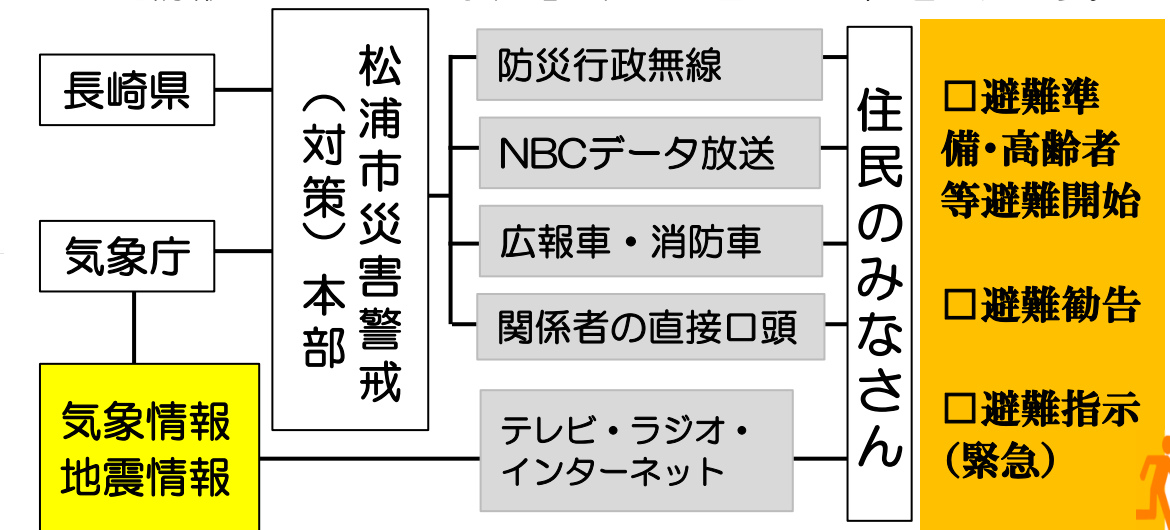 長崎県
気象庁
気象情報
地震情報
松浦市災害警戒
（対策）本部
防災行政無線
NBCデータ放送
広報車・消防車
関係者の直接口頭
テレビ・ラジオ・
インターネット
住民のみなさん
□避難準
備・高齢者
等避難開始
□避難勧告
□避難指示
（緊急）